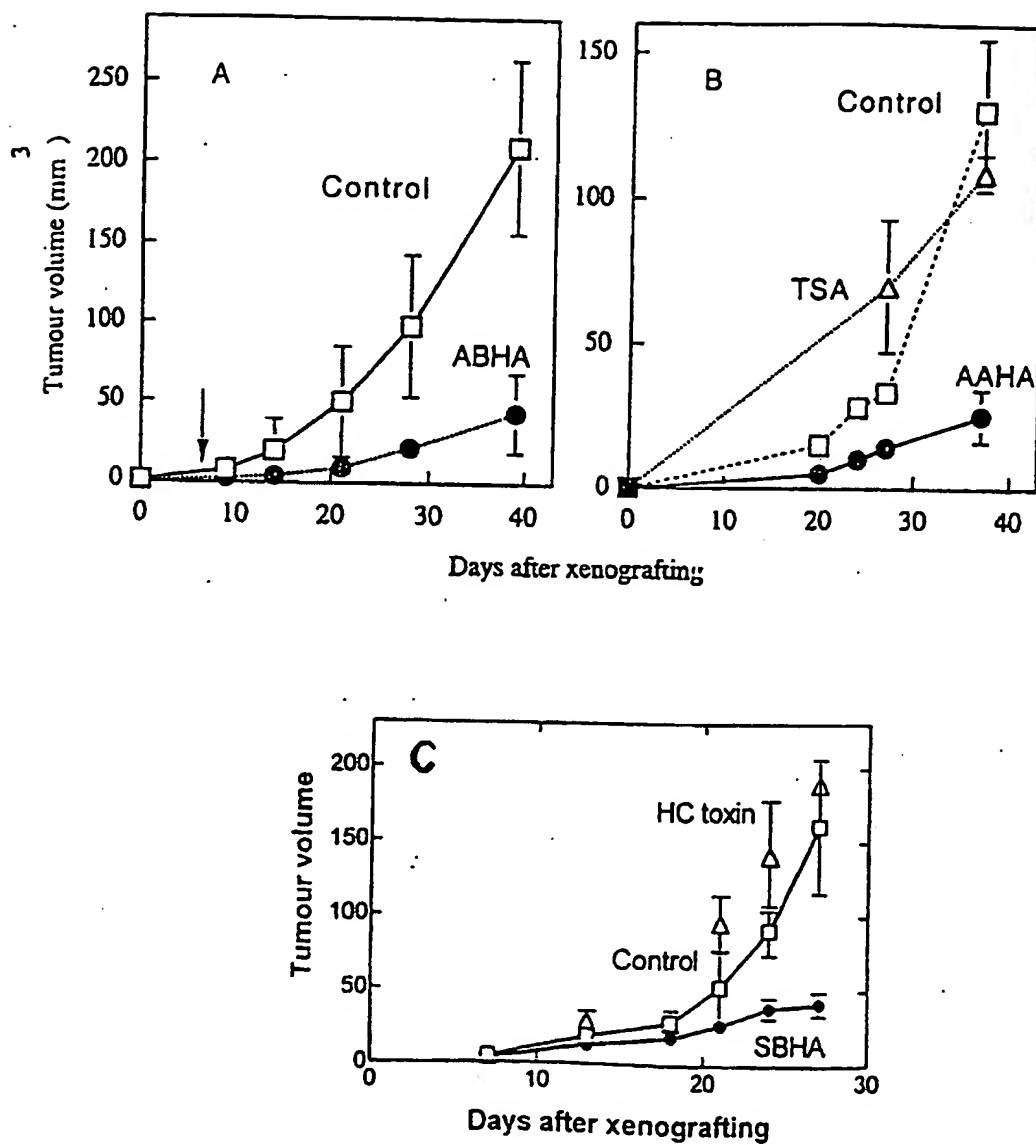 A
Control
ABHA
250
200
150
100
50
0
0
10
20
30
40
Tumour volume (mm 3)
B
Control
TSA
AAHA
150
100
50
0
0
10
20
30
40
Days after xenografting
C
HC toxin
Control
SBHA
200
150
100
50
0
0
10
20
30
Tumour volume
Days after xenografting